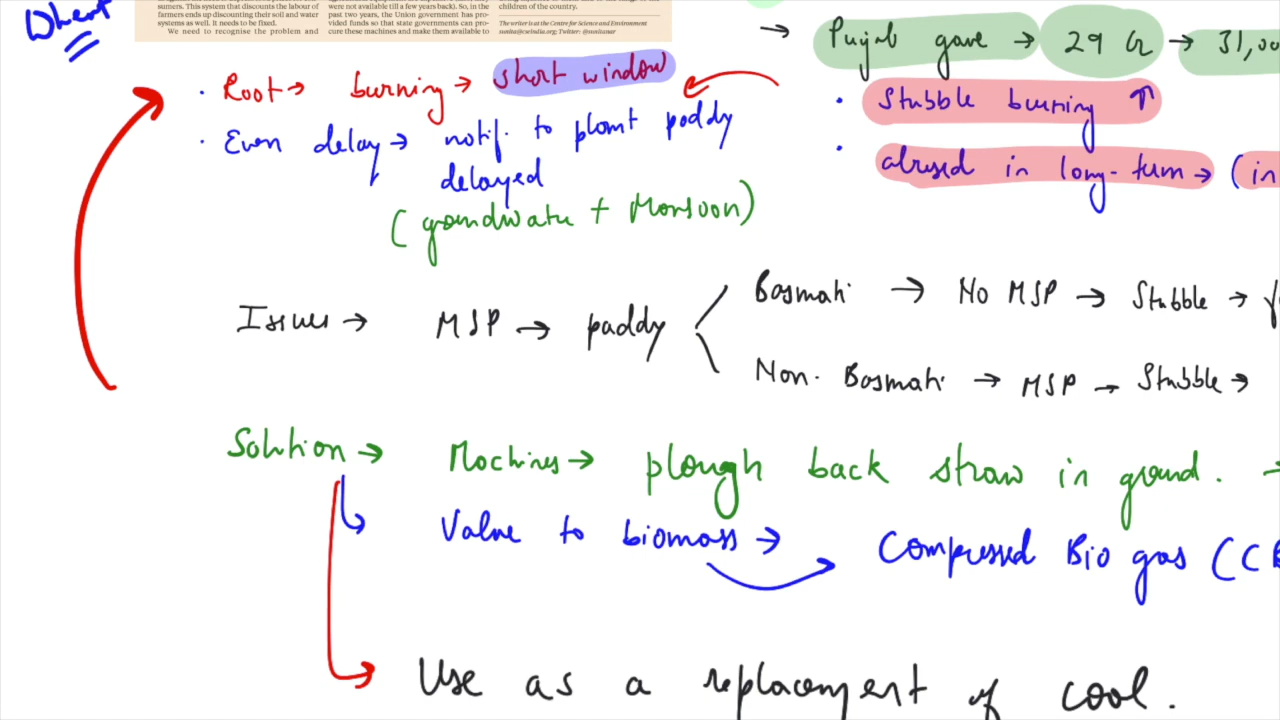 Wheat
sumers. This system that discounts the labour of
farmers ends up discounting their soil and water
systems as well. It needs to be fixed.
We need to recognise the problem and
were not available till a few years back). So, in the
past two years, the Union government has pro-
vided funds so that state governments can pro-
cure these machines and make them available to
children of the country.
The writer is at the Centre for Science and Environment
sunita@cseindia.org; Twitter: @sunitanar
→ Punjab gave → 29 Cr → 31,00
· Root → burning → short window
· Stubble burning ↑
· Even delay → notif. to plant paddy
delayed
(groundwater + Monsoon)
· abused in long-term → (in
Issues → MSP → paddy
Basmati → No MSP → Stubble →
Non-Basmati → MSP → Stubble →
Solution → Machines → plough back straw in ground. →
Value to biomass → Compressed Bio gas (CB
Use as a replacement of coal.